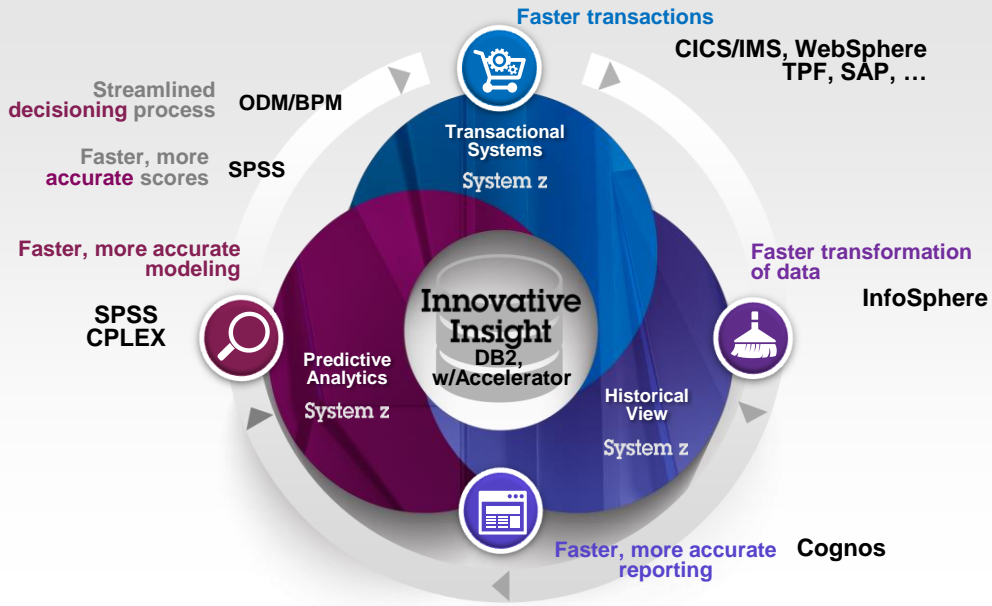 Faster transactions
CICS/IMS, WebSphere
TPF, SAP, …
Streamlined
decisioning process
ODM/BPM
Faster, more
accurate scores
SPSS
Transactional
Systems
System z
Faster, more accurate
modeling
SPSS
CPLEX
Faster transformation
of data
InfoSphere
Innovative
Insight
DB2,
w/Accelerator
Predictive
Analytics
System z
Historical
View
System z
Faster, more accurate
reporting
Cognos